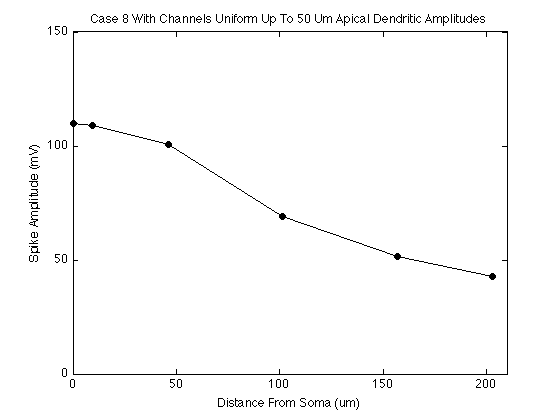 Case 8 With Channels Uniform Up To 50 Um Apical Dendritic Amplitudes
150
100
50
0
Spike Amplitude (mV)
0 50 100 150 200
Distance From Soma (um)